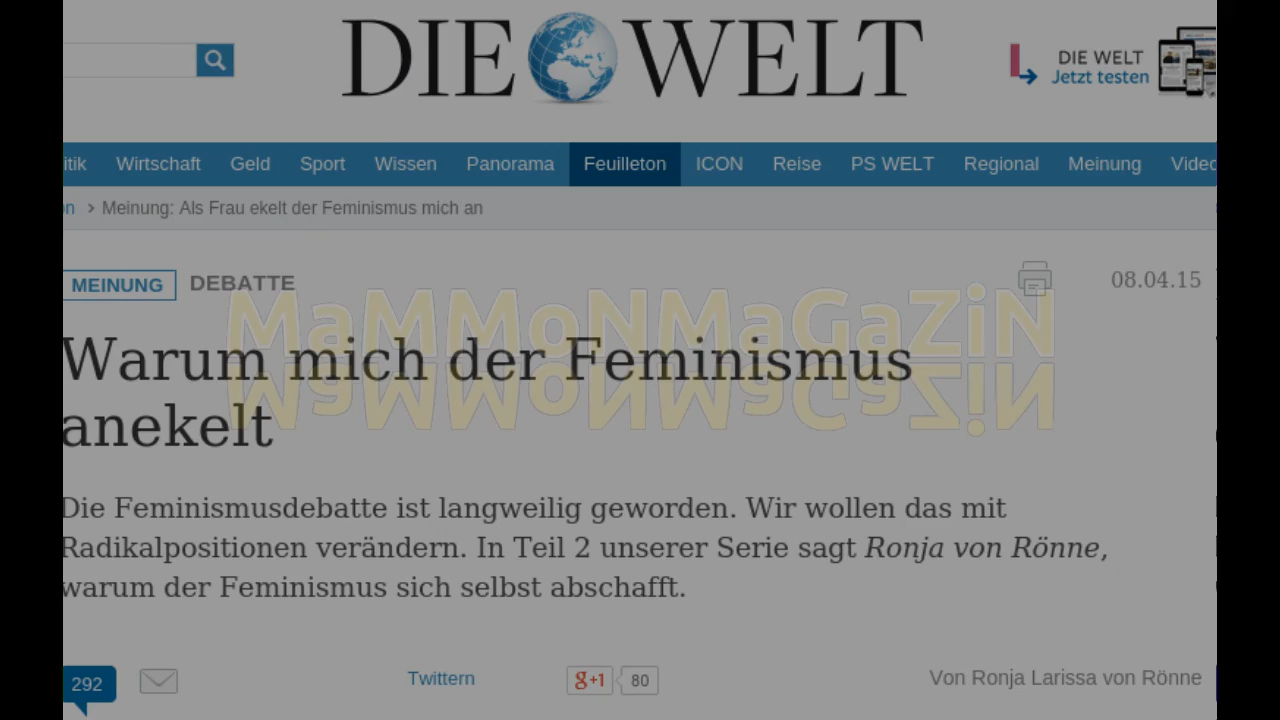 DIE WELT
DIE WELT
Jetzt testen
itik Wirtschaft Geld Sport Wissen Panorama Feuilleton ICON Reise PS WELT Regional Meinung Video
on > Meinung: Als Frau ekelt der Feminismus mich an
MEINUNG DEBATTE
08.04.15
MaMMoNMaGaZiN
Warum mich der Feminismus
anekelt
Die Feminismusdebatte ist langweilig geworden. Wir wollen das mit
Radikalpositionen verändern. In Teil 2 unserer Serie sagt Ronja von Rönne,
warum der Feminismus sich selbst abschafft.
292 Twittern g+1 80 Von Ronja Larissa von Rönne